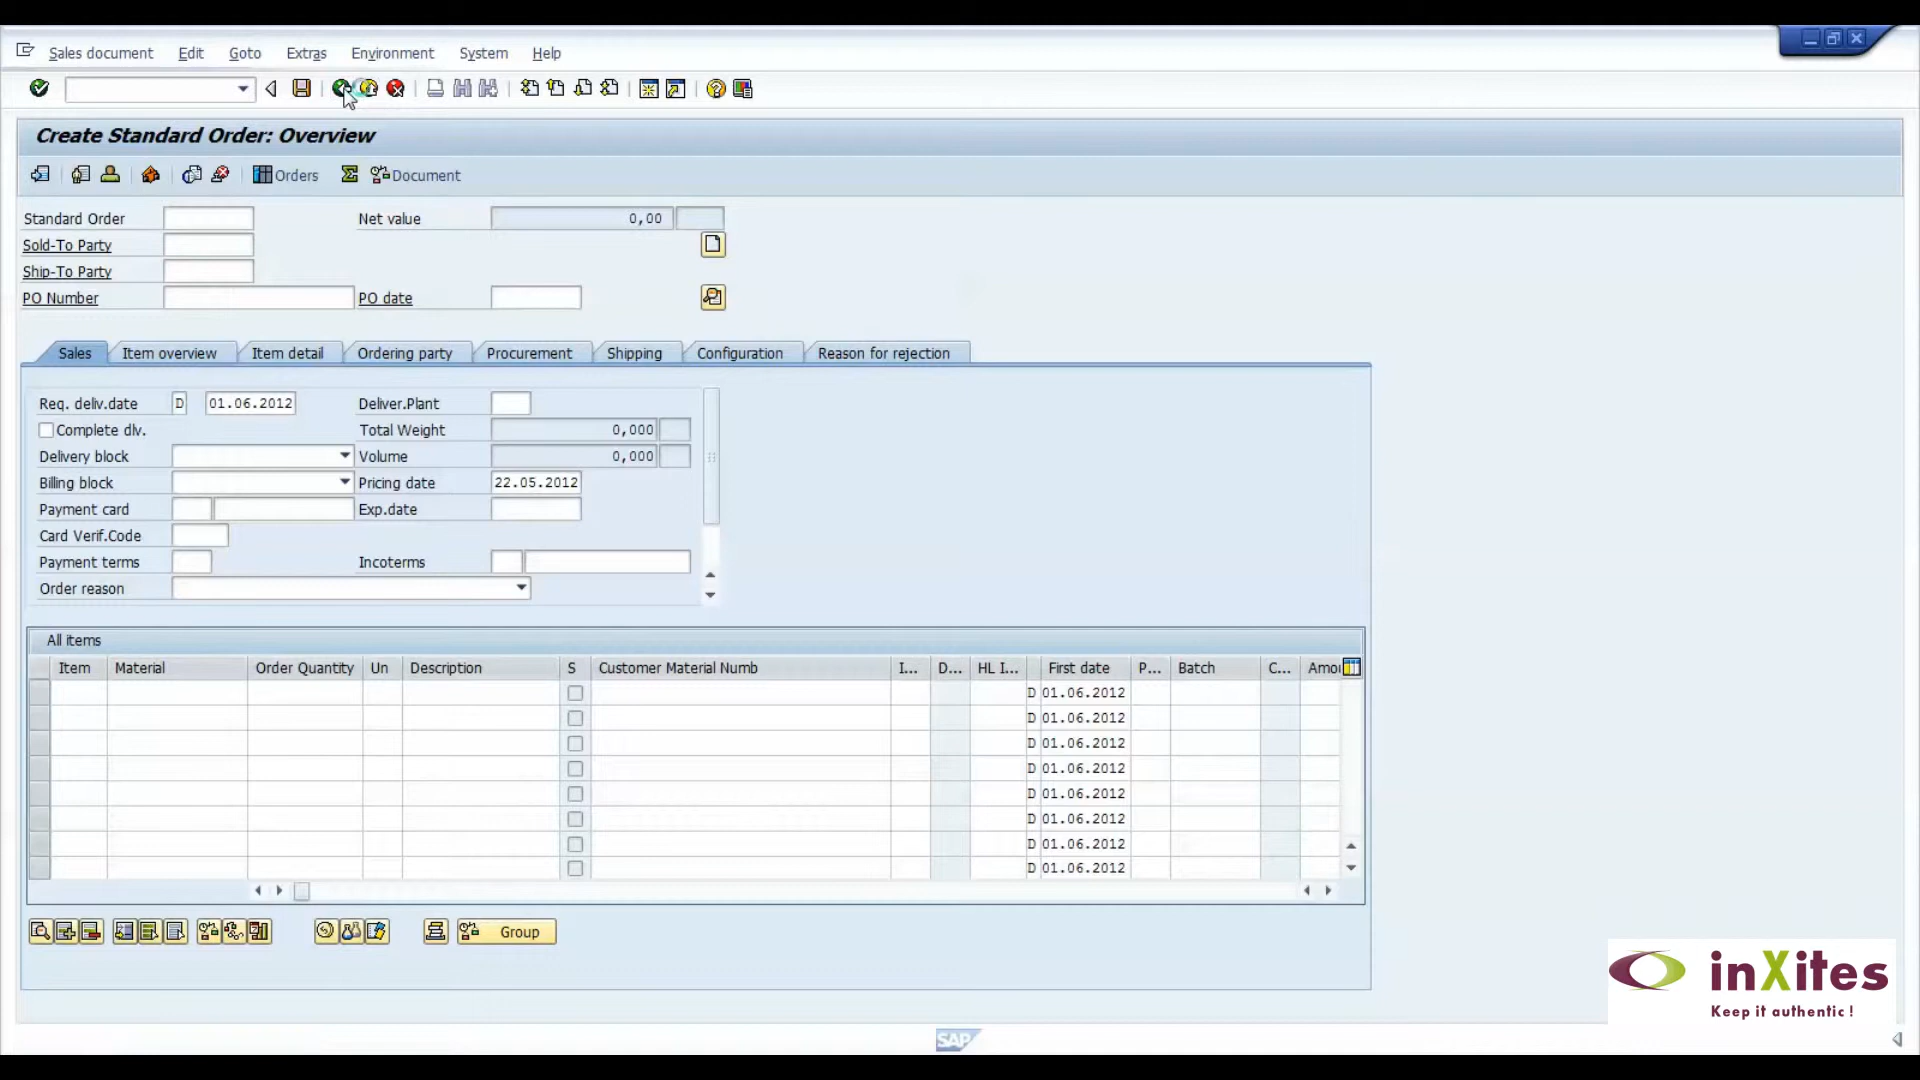 Sales document Edit Goto Extras Environment System Help
Create Standard Order: Overview
Orders Document
Standard Order Net value 0,00
Sold-To Party
Ship-To Party
PO Number PO date
Sales Item overview Item detail Ordering party Procurement Shipping Configuration Reason for rejection
Req. deliv.date D 01.06.2012 Deliver.Plant
Complete dlv. Total Weight 0,000
Delivery block Volume 0,000
Billing block Pricing date 22.05.2012
Payment card Exp.date
Card Verif.Code
Payment terms Incoterms
Order reason
All items
Item Material Order Quantity Un Description S Customer Material Numb I... D... HL I... First date P... Batch C... Amou
D 01.06.2012
D 01.06.2012
D 01.06.2012
D 01.06.2012
D 01.06.2012
D 01.06.2012
D 01.06.2012
D 01.06.2012
Group
inXites
Keep it authentic !
SAP